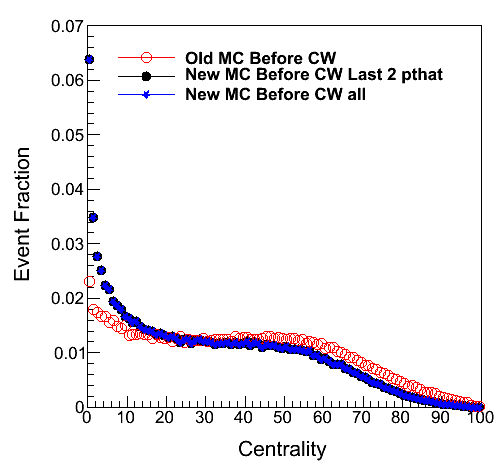 0.07
Old MC Before CW
0.06
New MC Before CW Last 2 pthat
New MC Before CW all
0.05
0.04
Event Fraction
0.03
0.02
0.01
0
0 10 20 30 40 50 60 70 80 90 100
Centrality